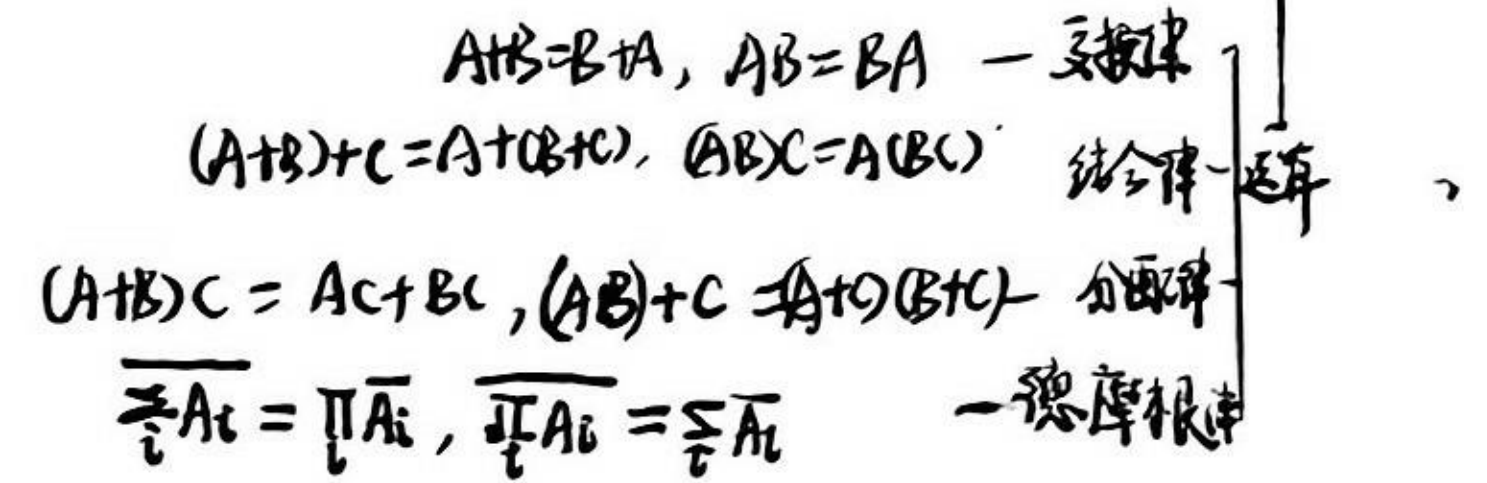 A+B=B+A, AB=BA — 交换律
(A+B)+C=A+(B+C), (AB)C=A(BC) 结合律 — 运算
(A+B)C = AC+BC, (AB)+C =(A+C)(B+C) — 分配律
\overline{\sum_i A_i} = \prod_i \overline{A_i}, \overline{\prod_i A_i} = \sum_i \overline{A_i} — 德摩根律